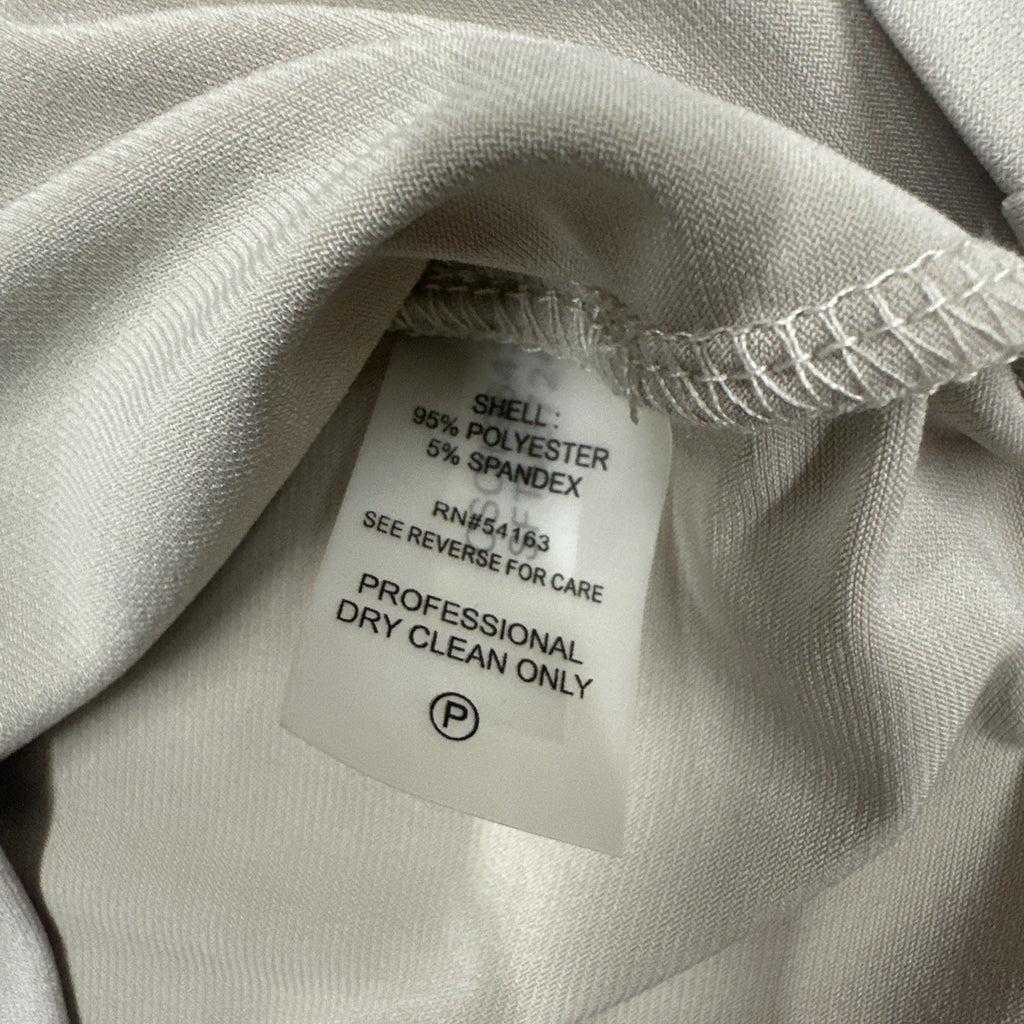 SHELL:
95% POLYESTER
5% SPANDEX
RN#54163
SEE REVERSE FOR CARE
PROFESSIONAL
DRY CLEAN ONLY
P